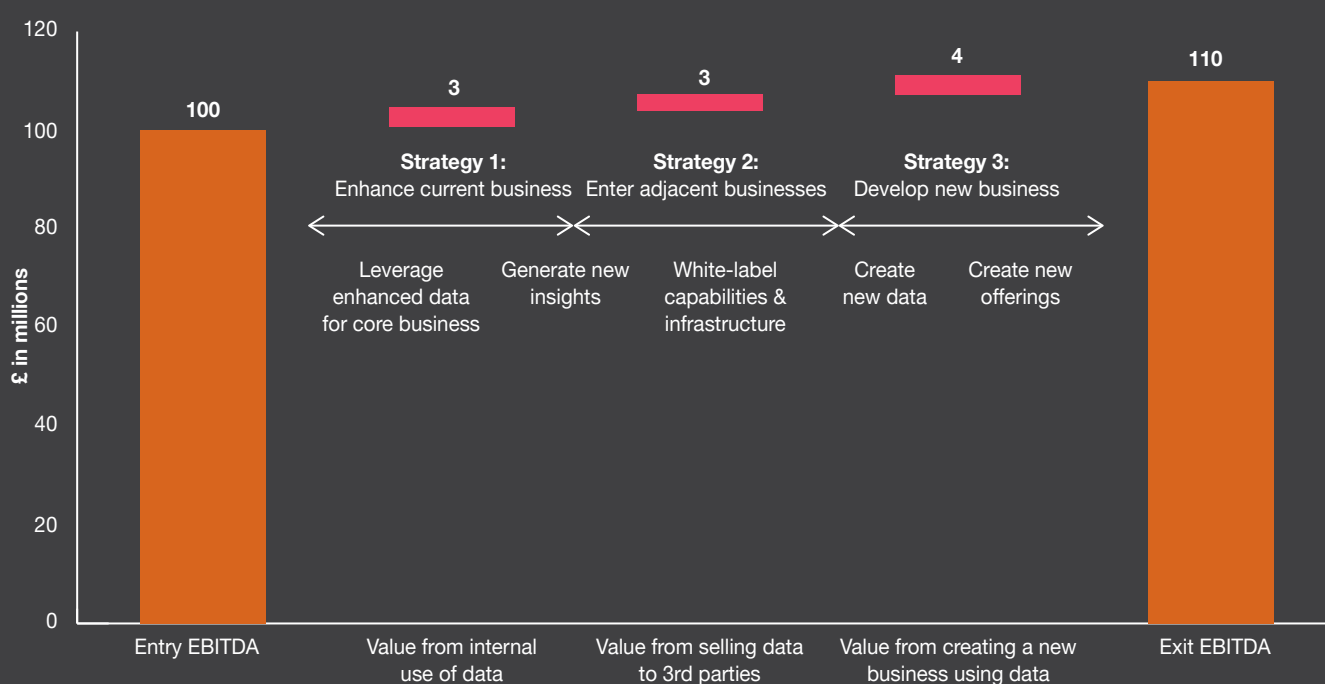 120
100
80
60
40
20
0
£ in millions
100
3
3
4
110
Strategy 1:
Enhance current business
Strategy 2:
Enter adjacent businesses
Strategy 3:
Develop new business
Leverage
enhanced data
for core business
Generate new
insights
White-label
capabilities &
infrastructure
Create
new data
Create new
offerings
Entry EBITDA
Value from internal
use of data
Value from selling data
to 3rd parties
Value from creating a new
business using data
Exit EBITDA